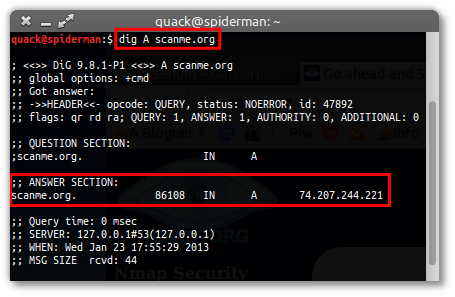 quack@spiderman: ~
quack@spiderman:$ dig A scanme.org
; <<>> DiG 9.8.1-P1 <<>> A scanme.org
;; global options: +cmd
;; Got answer:
;; ->>HEADER<<- opcode: QUERY, status: NOERROR, id: 47892
;; flags: qr rd ra; QUERY: 1, ANSWER: 1, AUTHORITY: 0, ADDITIONAL: 0
;; QUESTION SECTION:
;scanme.org. IN A
;; ANSWER SECTION:
scanme.org. 86108 IN A 74.207.244.221
;; Query time: 0 msec
;; SERVER: 127.0.0.1#53(127.0.0.1)
;; WHEN: Wed Jan 23 17:55:29 2013
;; MSG SIZE rcvd: 44
Nmap Security